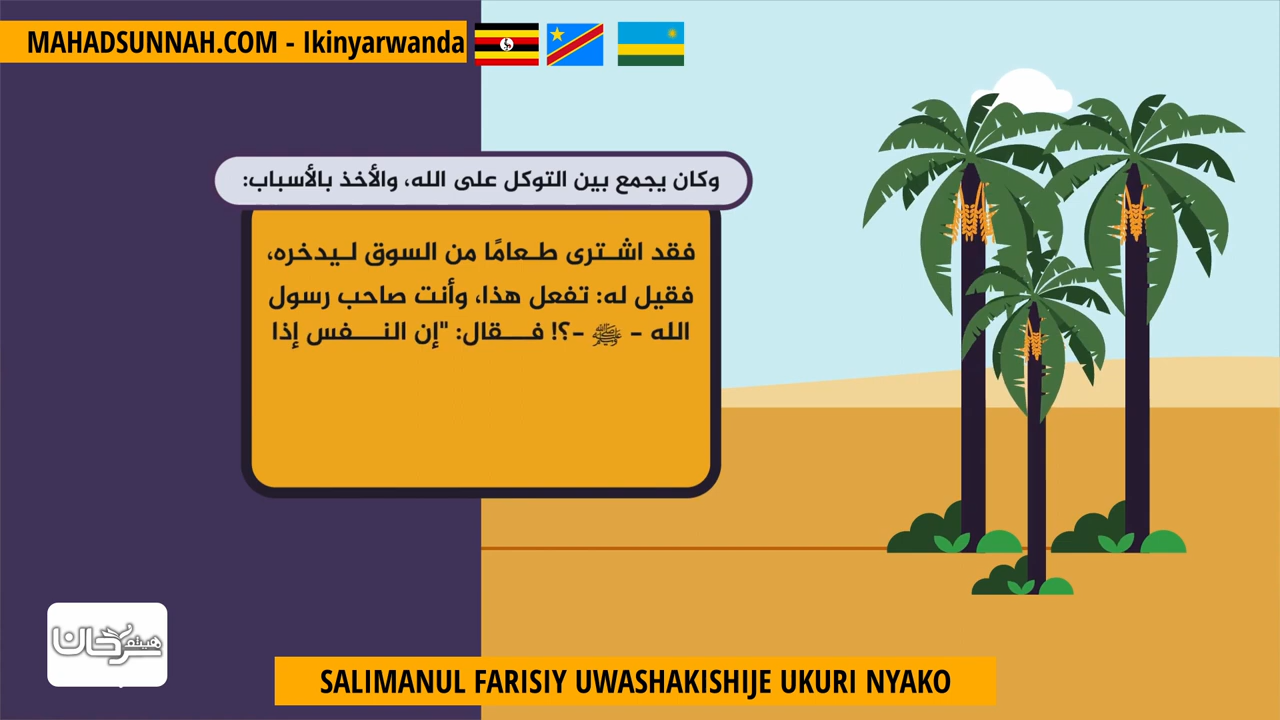 MAHADSUNNAH.COM - Ikinyarwanda
وكان يجمع بين التوكل على الله، والأخذ بالأسباب:
فقد اشترى طعامًا من السوق ليدخره،
فقيل له: تفعل هذا، وأنت صاحب رسول
الله - ﷺ -؟! فقال: "إن النفس إذا
هيثم سرحان
SALIMANUL FARISIY UWASHAKISHIJE UKURI NYAKO